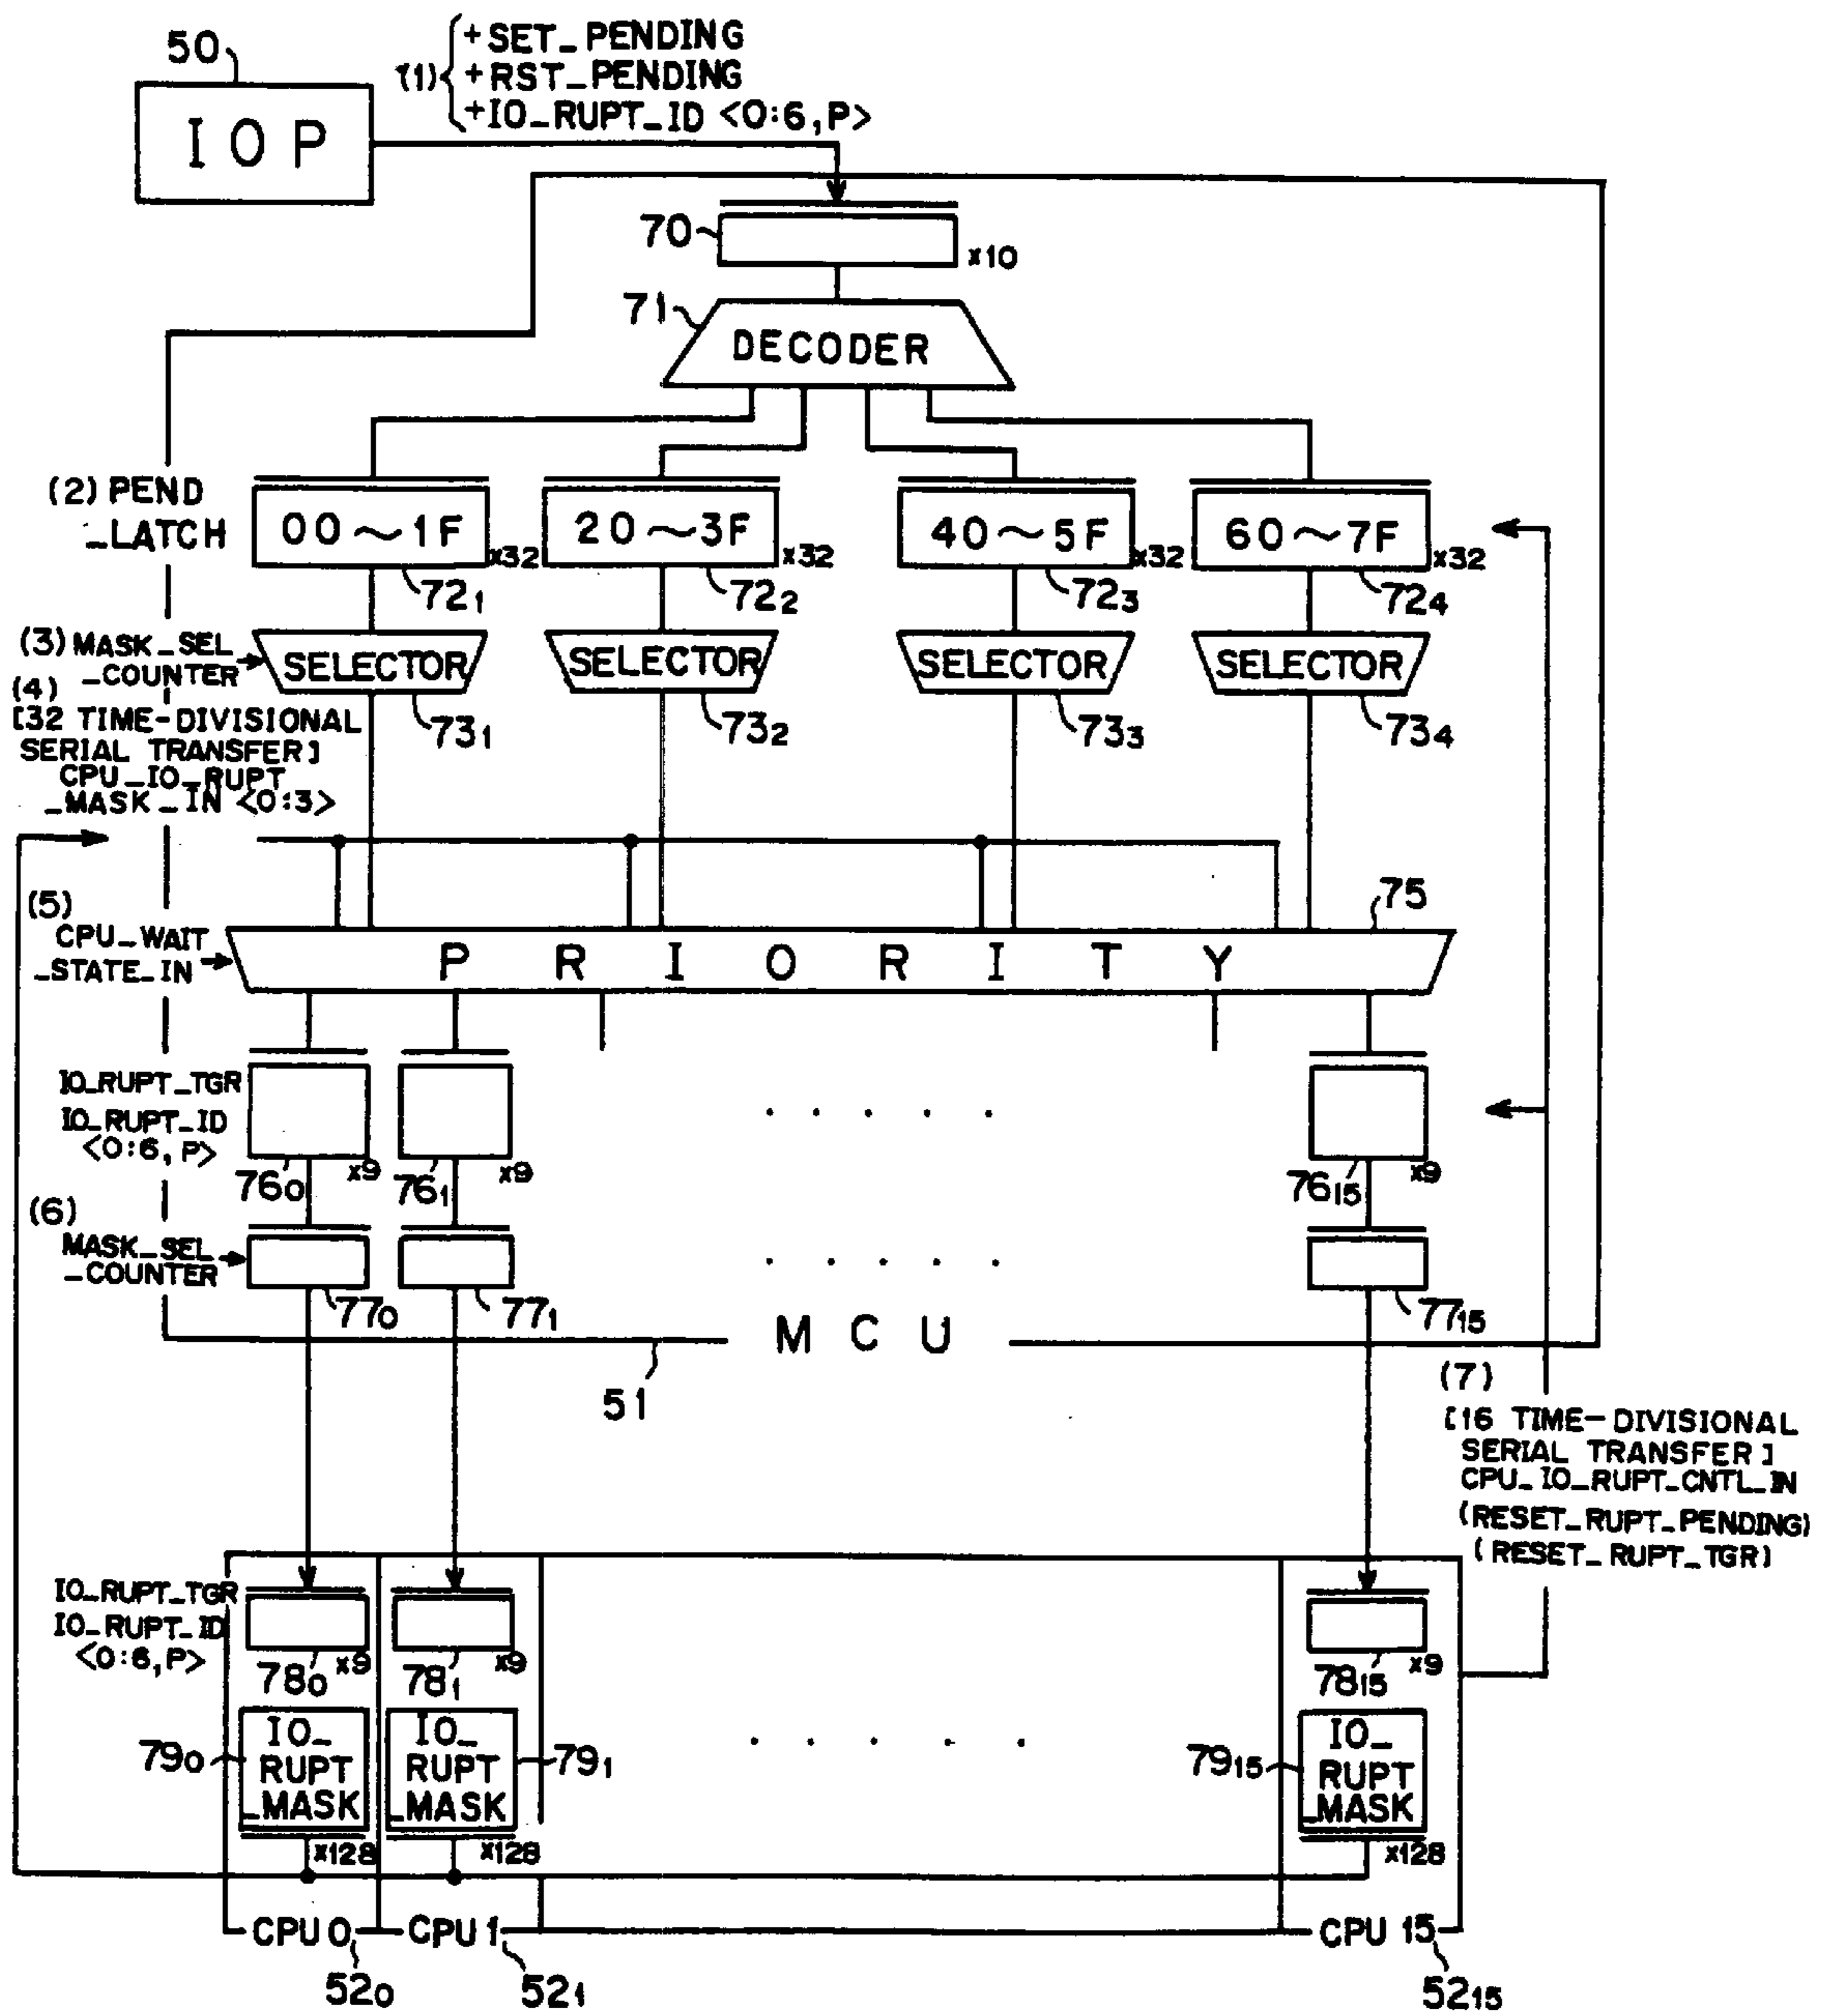 50
IOP
(1)
+SET_PENDING
+RST_PENDING
+IO_RUPT_ID <0:6,P>
70
x10
71
DECODER
(2) PEND
_LATCH
00~1F
x32
20~3F
x32
40~5F
x32
60~7F
x32
72₁
72₂
72₃
72₄
(3) MASK_SEL
_COUNTER
SELECTOR
SELECTOR
SELECTOR
SELECTOR
73₁
73₂
73₃
73₄
(4)
[32 TIME-DIVISIONAL
SERIAL TRANSFER]
CPU_IO_RUPT
_MASK_IN <0:3>
75
(5)
CPU_WAIT
_STATE_IN
PRIORITY
IO_RUPT_TGR
IO_RUPT_ID
<0:6,P>
76₀
x9
76₁
x9
76₁₅
x9
(6)
MASK_SEL
_COUNTER
77₀
77₁
77₁₅
MCU
51
(7)
[16 TIME-DIVISIONAL
SERIAL TRANSFER]
CPU_IO_RUPT_CNTL_IN
(RESET_RUPT_PENDING)
(RESET_RUPT_TGR)
IO_RUPT_TGR
IO_RUPT_ID
<0:6,P>
78₀
x9
78₁
x9
78₁₅
x9
79₀
IO_
RUPT
_MASK
x128
IO_
RUPT
_MASK
x128
79₁
79₁₅
IO_
RUPT
_MASK
x128
CPU 0
CPU 1
CPU 15
52₀
52₁
52₁₅